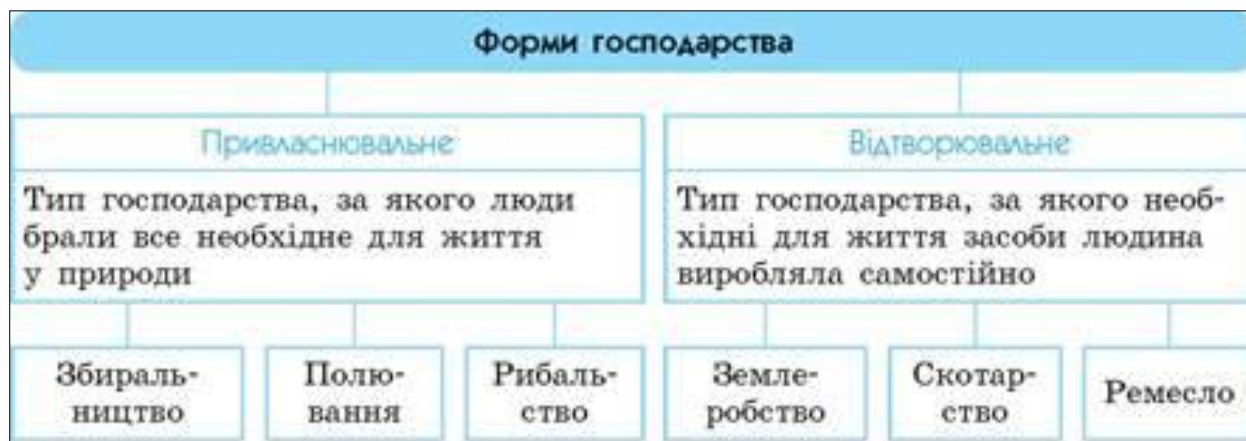 Форми господарства
Привласнювальне
Тип господарства, за якого люди
брали все необхідне для життя
у природи
Відтворювальне
Тип господарства, за якого необ-
хідні для життя засоби людина
виробляла самостійно
Збираль-
ництво
Полю-
вання
Рибаль-
ство
Земле-
робство
Скотар-
ство
Ремесло